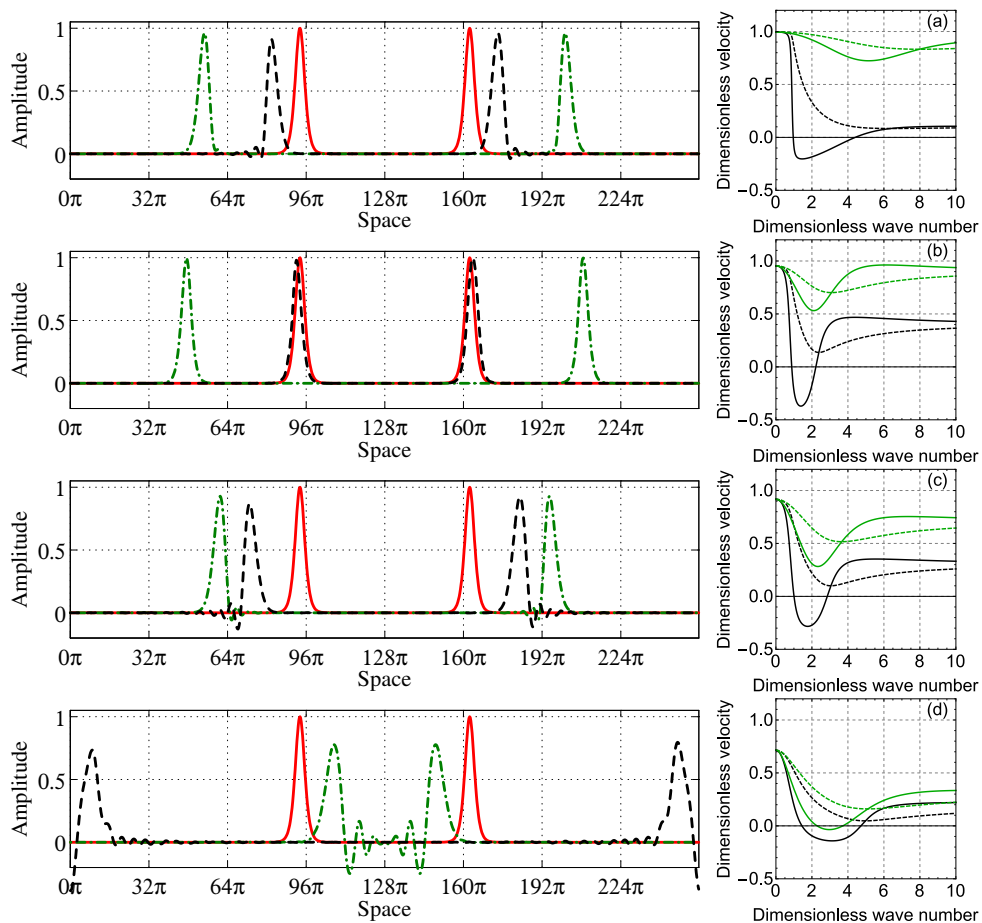 Amplitude
1
0.5
0
0π 32π 64π 96π 128π 160π 192π 224π
Space
Dimensionless velocity
(a)
1.0
0.5
0.0
−0.5
0 2 4 6 8 10
Dimensionless wave number
Amplitude
1
0.5
0
0π 32π 64π 96π 128π 160π 192π 224π
Space
Dimensionless velocity
(b)
1.0
0.5
0.0
−0.5
0 2 4 6 8 10
Dimensionless wave number
Amplitude
1
0.5
0
0π 32π 64π 96π 128π 160π 192π 224π
Space
Dimensionless velocity
(c)
1.0
0.5
0.0
−0.5
0 2 4 6 8 10
Dimensionless wave number
Amplitude
1
0.5
0
0π 32π 64π 96π 128π 160π 192π 224π
Space
Dimensionless velocity
(d)
1.0
0.5
0.0
−0.5
0 2 4 6 8 10
Dimensionless wave number